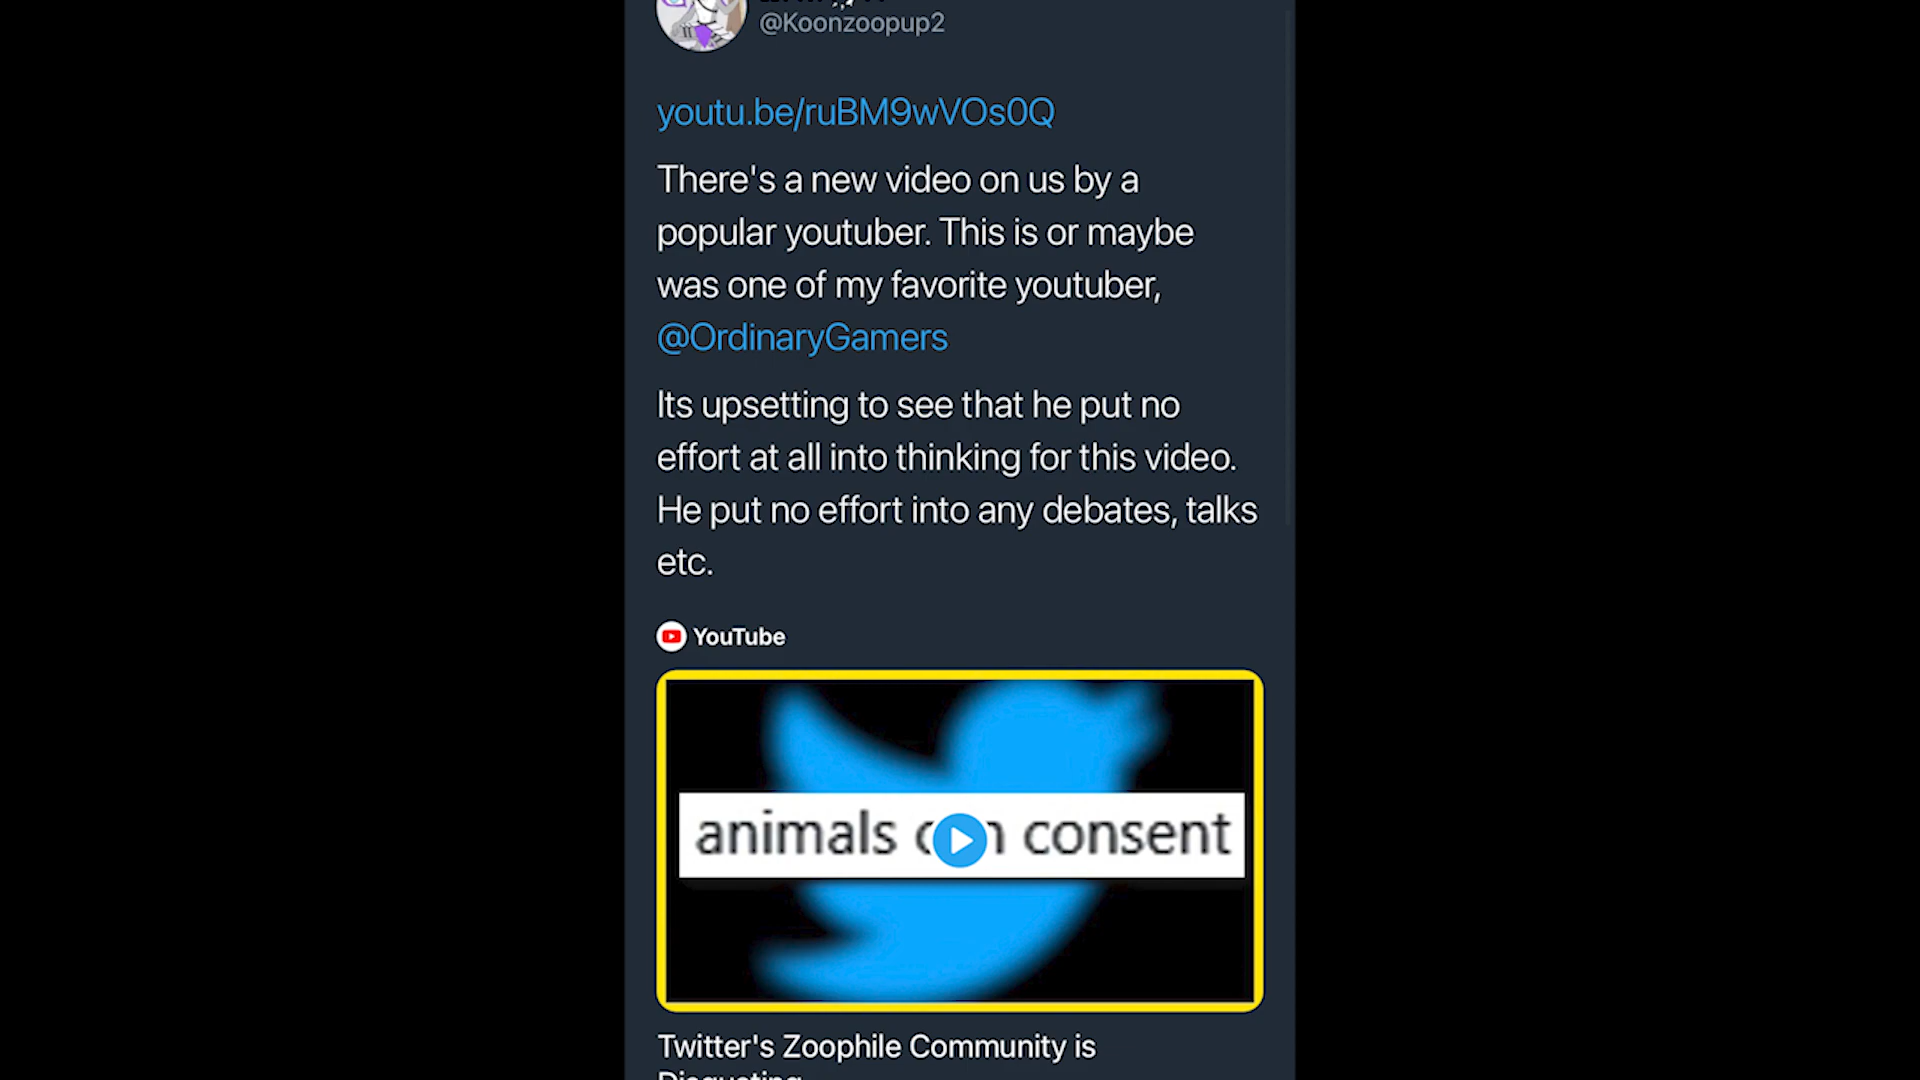 @Koonzoopup2
youtu.be/ruBM9wVOs0Q
There's a new video on us by a
popular youtuber. This is or maybe
was one of my favorite youtuber,
@OrdinaryGamers
Its upsetting to see that he put no
effort at all into thinking for this video.
He put no effort into any debates, talks
etc.
YouTube
animals consent
Twitter's Zoophile Community is
Disgusting